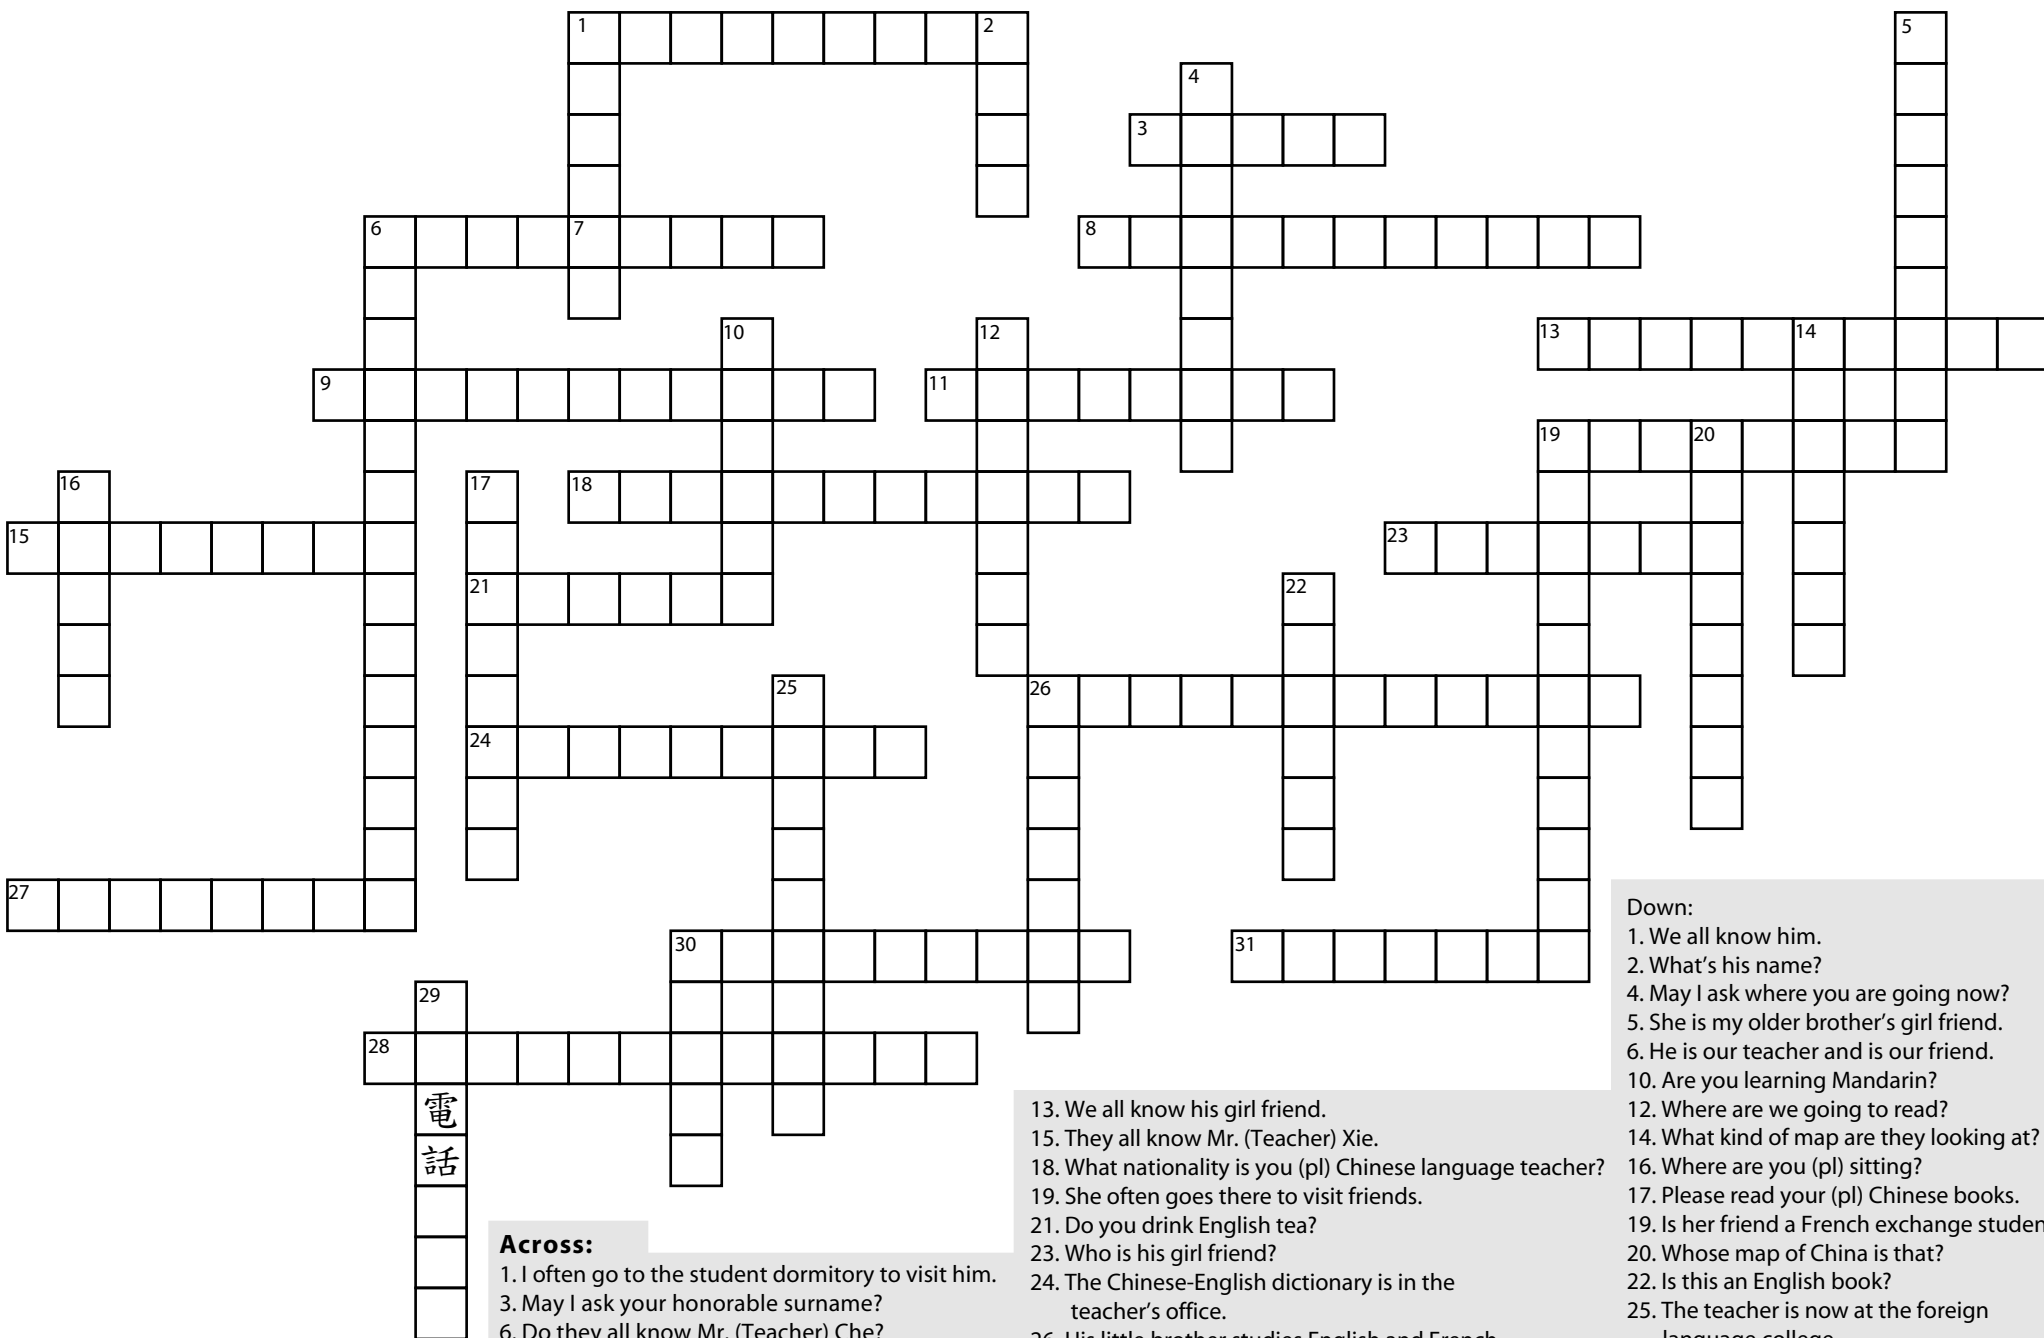 1
2
5
4
3
6
7
8
10
12
13
14
9
11
19
20
16
17
18
15
23
21
22
25
26
24
27
30
31
29
28
電
話
Across:
1. I often go to the student dormitory to visit him.
3. May I ask your honorable surname?
6. Do they all know Mr. (Teacher) Che?
13. We all know his girl friend.
15. They all know Mr. (Teacher) Xie.
18. What nationality is you (pl) Chinese language teacher?
19. She often goes there to visit friends.
21. Do you drink English tea?
23. Who is his girl friend?
24. The Chinese-English dictionary is in the
teacher's office.
26. His little brother studies English and French
Down:
1. We all know him.
2. What's his name?
4. May I ask where you are going now?
5. She is my older brother's girl friend.
6. He is our teacher and is our friend.
10. Are you learning Mandarin?
12. Where are we going to read?
14. What kind of map are they looking at?
16. Where are you (pl) sitting?
17. Please read your (pl) Chinese books.
19. Is her friend a French exchange studen
20. Whose map of China is that?
22. Is this an English book?
25. The teacher is now at the foreign
language college